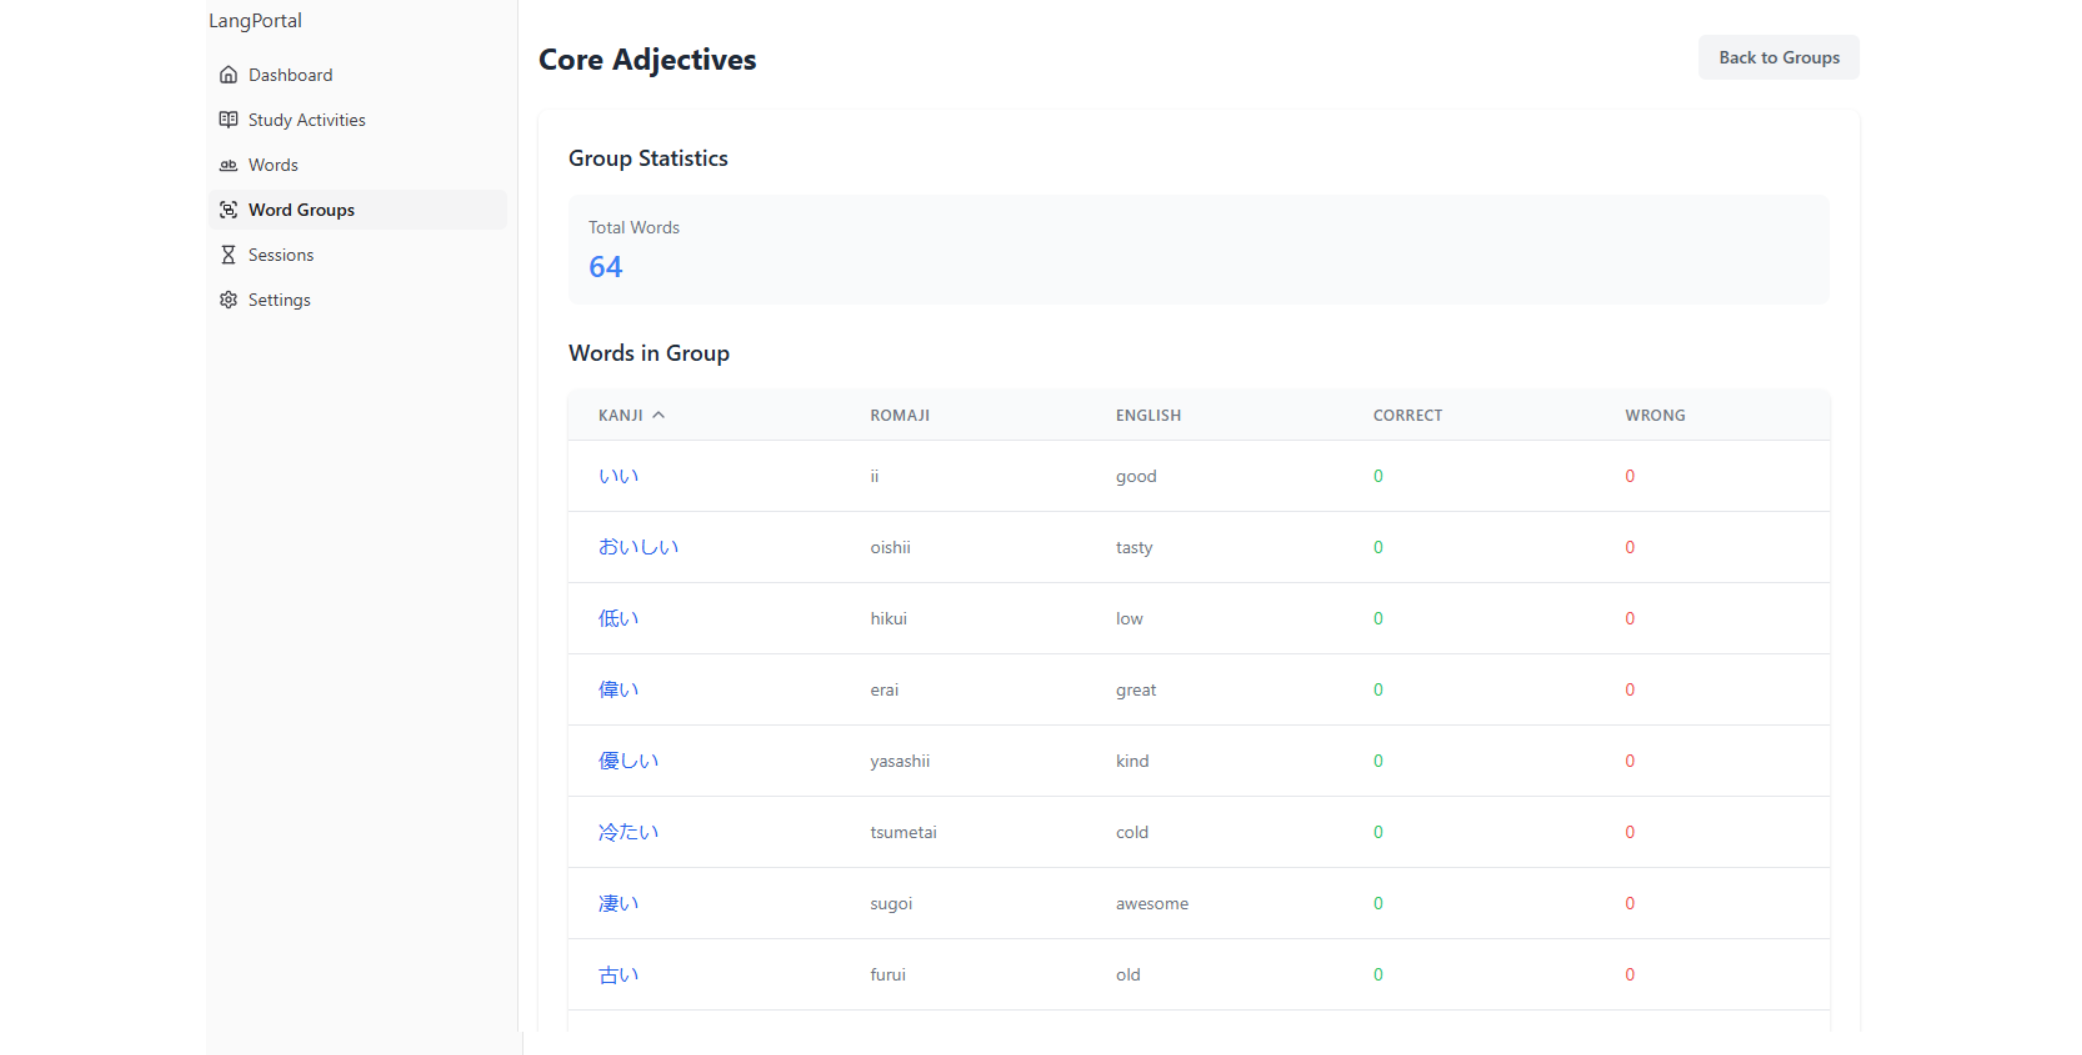 LangPortal
Dashboard
Study Activities
Words
Word Groups
Sessions
Settings
Core Adjectives
Back to Groups
Group Statistics
Total Words
64
Words in Group
KANJI ROMAJI ENGLISH CORRECT WRONG
いい ii good 0 0
おいしい oishii tasty 0 0
低い hikui low 0 0
偉い erai great 0 0
優しい yasashii kind 0 0
冷たい tsumetai cold 0 0
凄い sugoi awesome 0 0
古い furui old 0 0